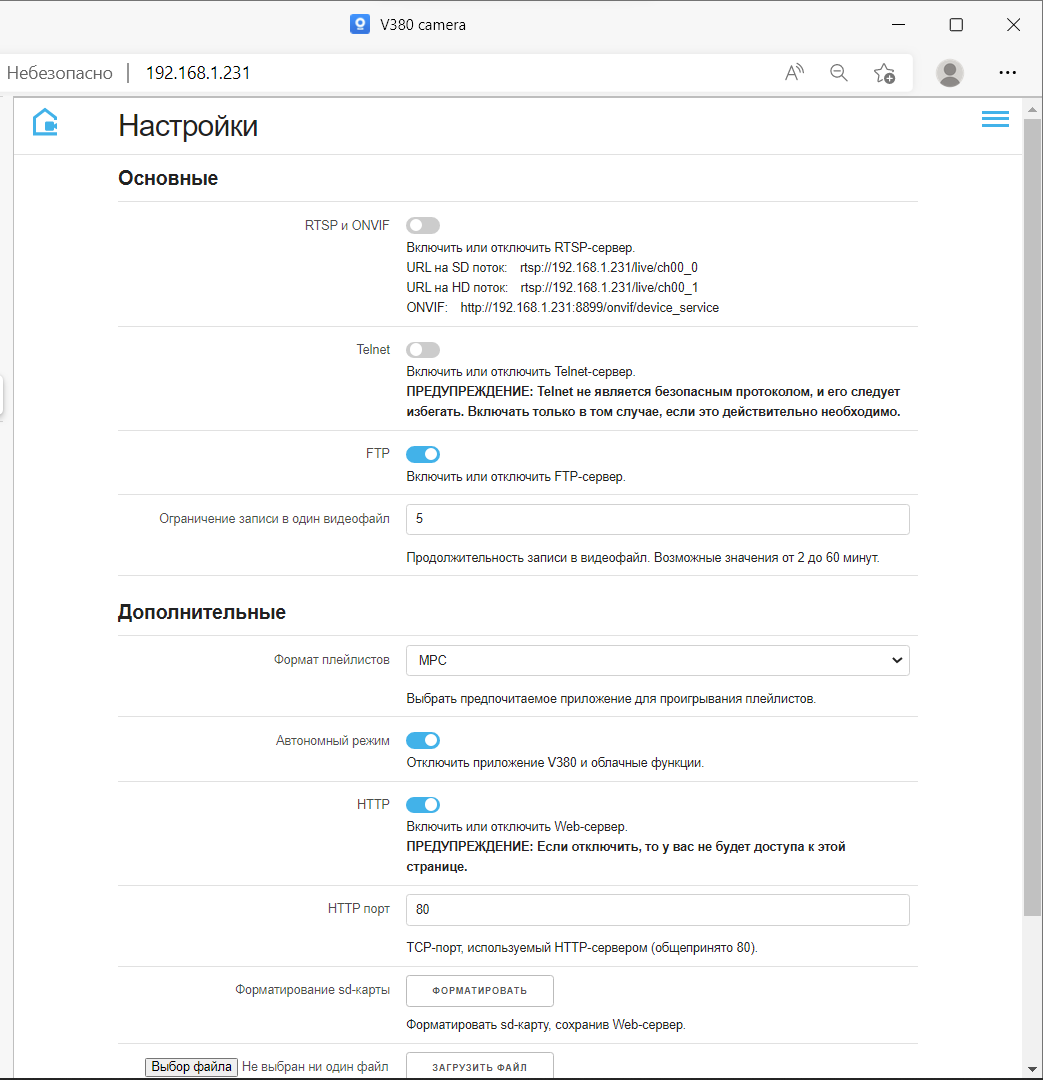 V380 camera
Небезопасно
192.168.1.231
Настройки
Основные
RTSP и ONVIF
Включить или отключить RTSP-сервер.
URL на SD поток: rtsp://192.168.1.231/live/ch00_0
URL на HD поток: rtsp://192.168.1.231/live/ch00_1
ONVIF: http://192.168.1.231:8899/onvif/device_service
Telnet
Включить или отключить Telnet-сервер.
ПРЕДУПРЕЖДЕНИЕ: Telnet не является безопасным протоколом, и его следует
избегать. Включать только в том случае, если это действительно необходимо.
FTP
Включить или отключить FTP-сервер.
Ограничение записи в один видеофайл
5
Продолжительность записи в видеофайл. Возможные значения от 2 до 60 минут.
Дополнительные
Формат плейлистов
MPC
Выбрать предпочитаемое приложение для проигрывания плейлистов.
Автономный режим
Отключить приложение V380 и облачные функции.
HTTP
Включить или отключить Web-сервер.
ПРЕДУПРЕЖДЕНИЕ: Если отключить, то у вас не будет доступа к этой
странице.
HTTP порт
80
TCP-порт, используемый HTTP-сервером (общепринято 80).
Форматирование sd-карты
ФОРМАТИРОВАТЬ
Форматировать sd-карту, сохранив Web-сервер.
Выбор файла Не выбран ни один файл
ЗАГРУЗИТЬ ФАЙЛ